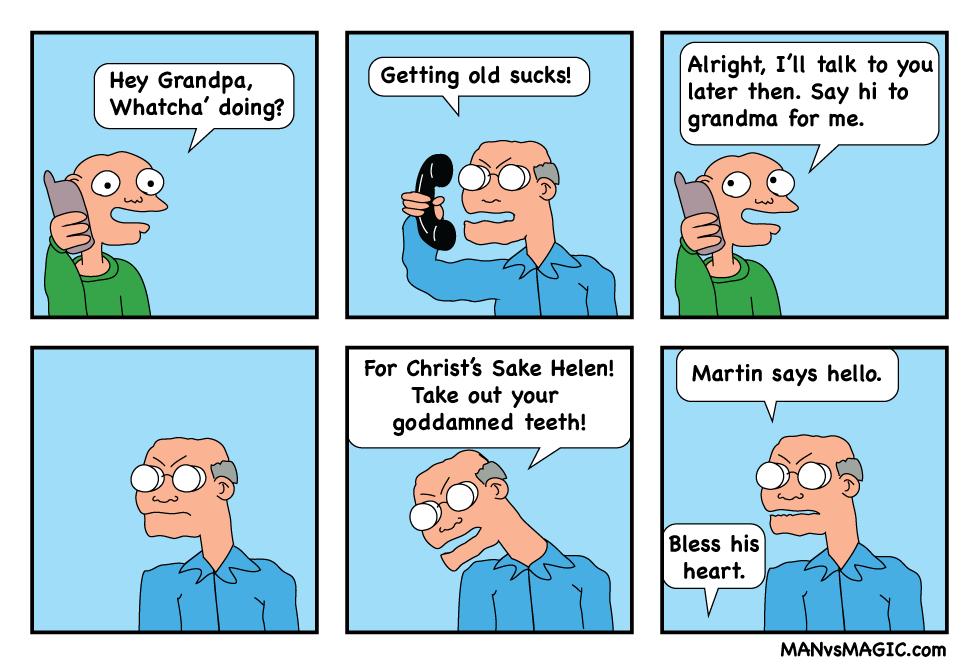 Hey Grandpa,
Whatcha' doing?
Getting old sucks!
Alright, I'll talk to you
later then. Say hi to
grandma for me.
For Christ's Sake Helen!
Take out your
goddamned teeth!
Martin says hello.
Bless his
heart.
MANvsMAGIC.com